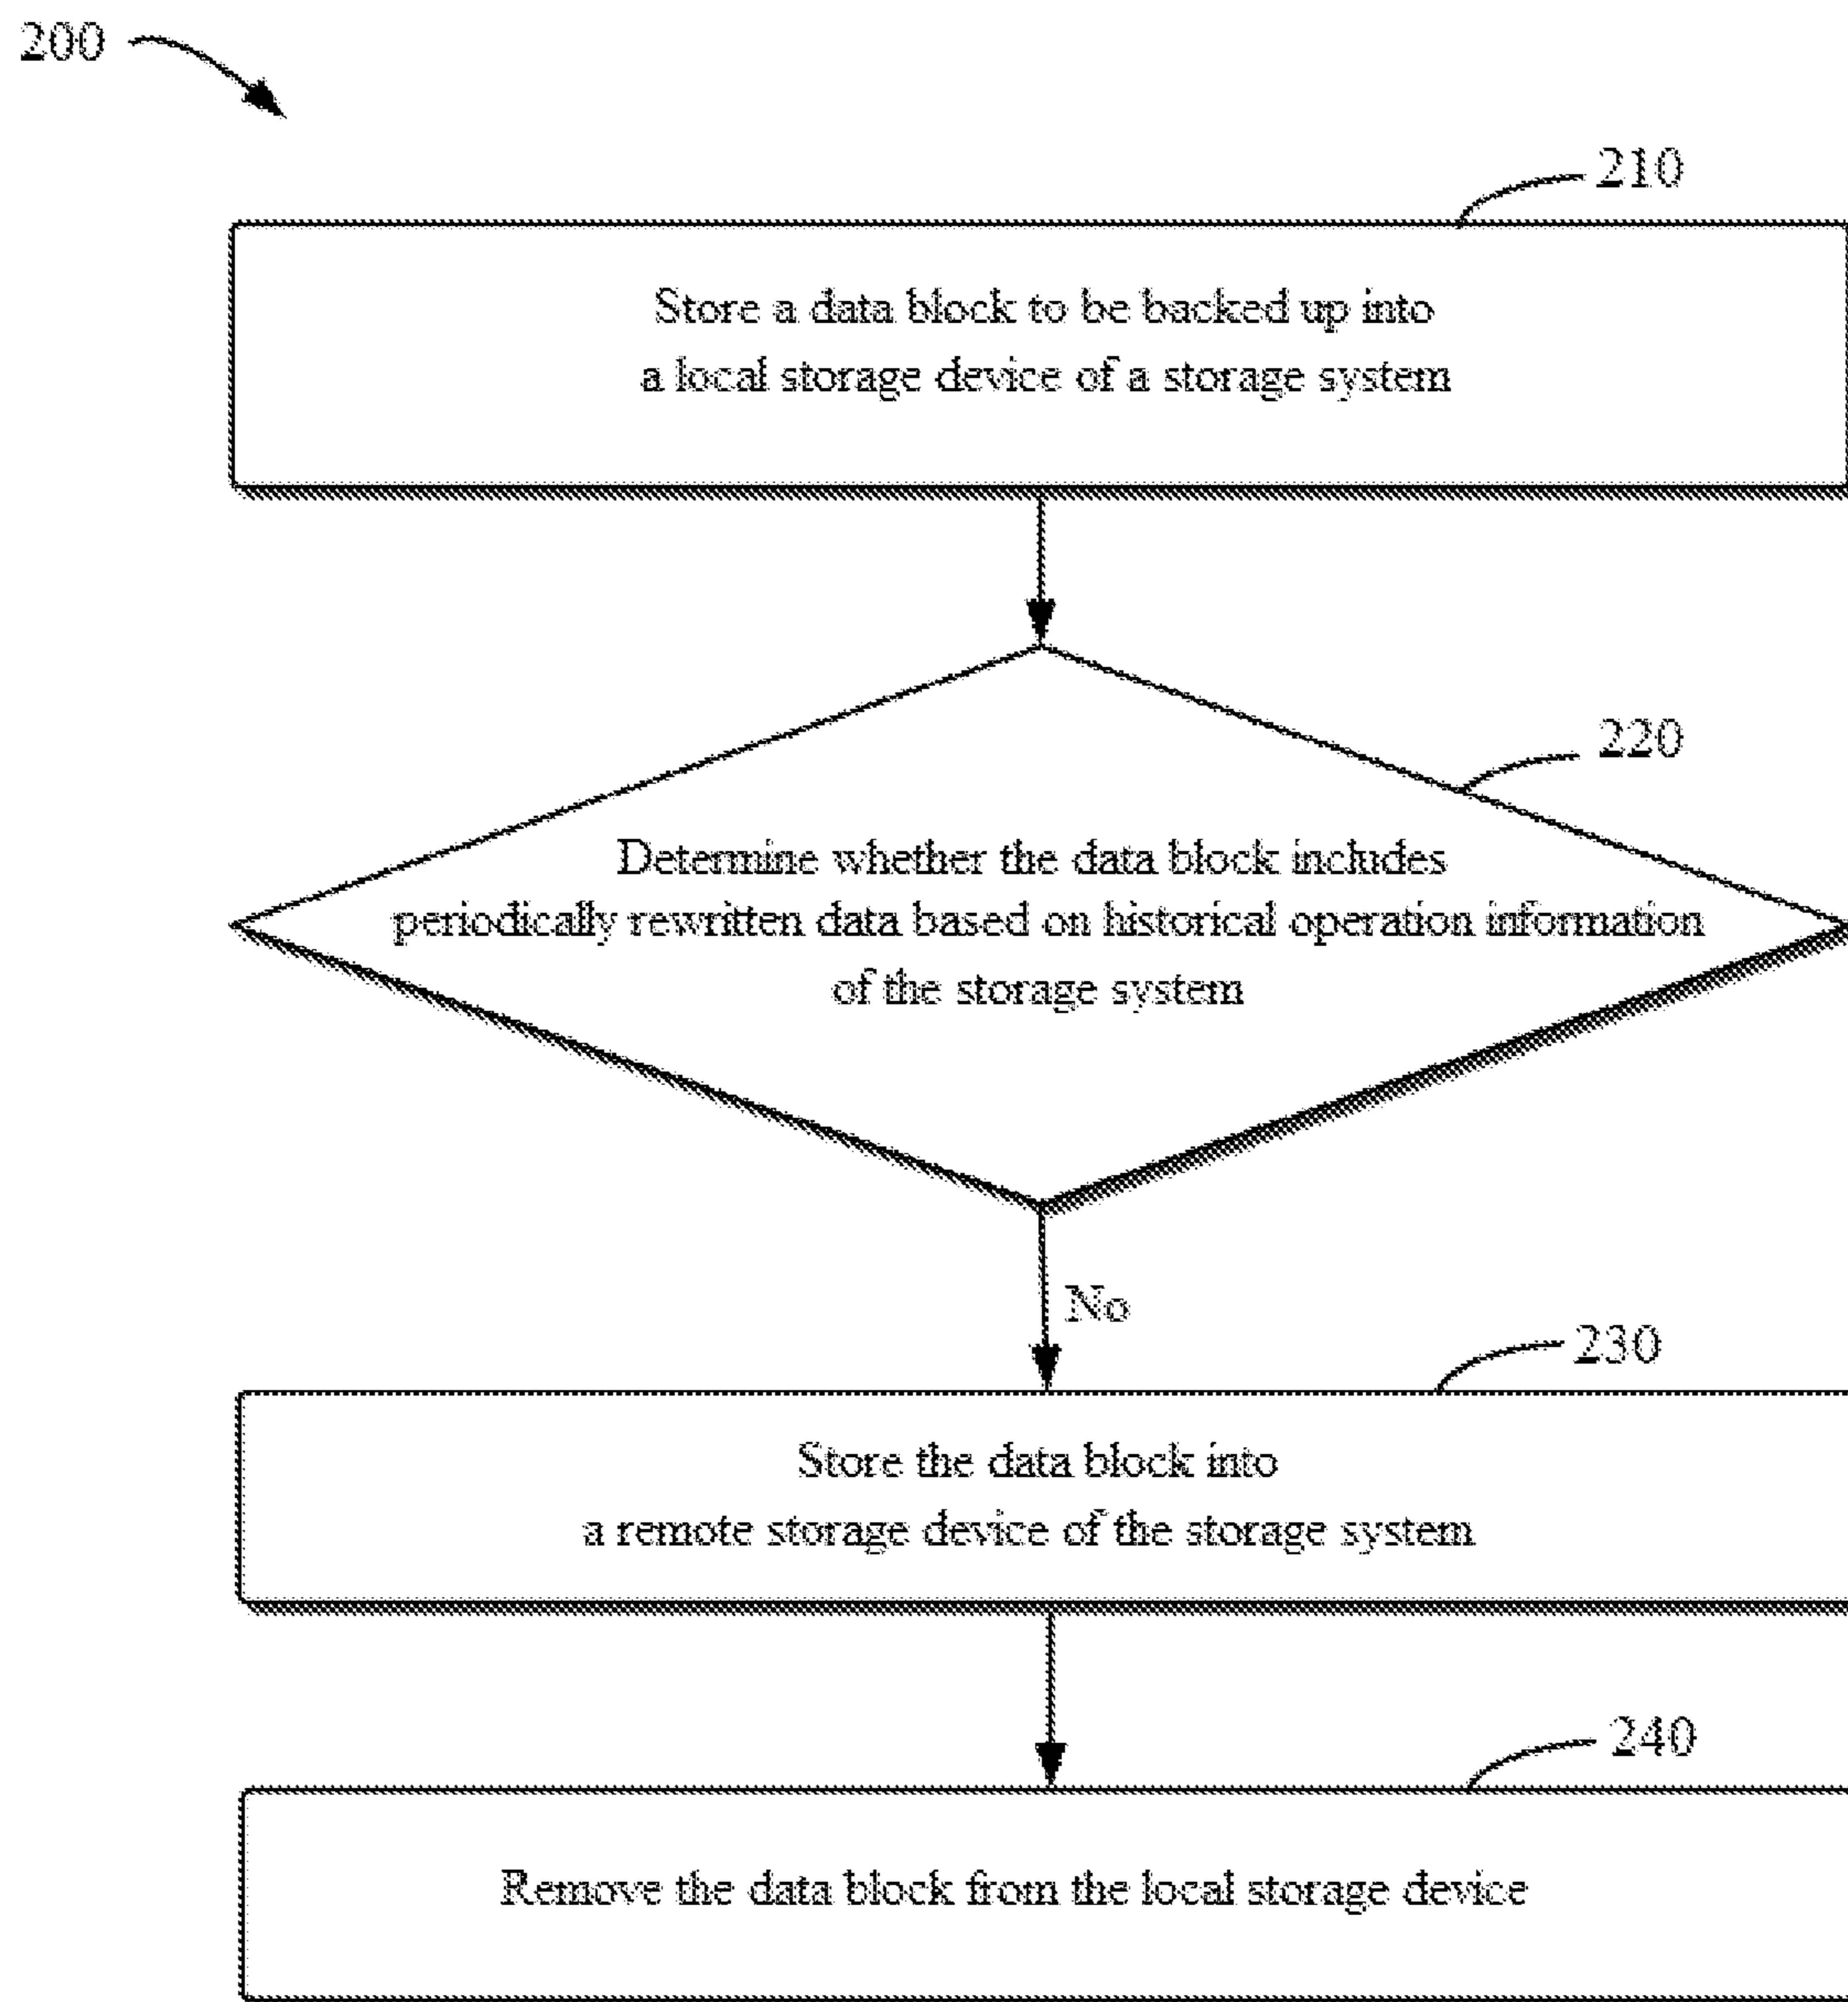 200
210
Store a data block to be backed up into
a local storage device of a storage system
220
Determine whether the data block includes
periodically rewritten data based on historical operation information
of the storage system
No
230
Store the data block into
a remote storage device of the storage system
240
Remove the data block from the local storage device